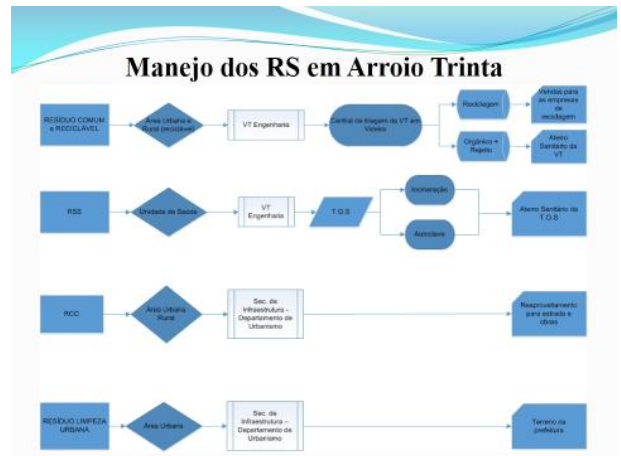 Manejo dos RS em Arroio Trinta
RESÍDUO COMUM
e RECICLÁVEL
Área Urbana e
Rural (reciclável)
VT Engenharia
Central de triagem da VT em
Videira
Reciclagem
Vendas para
as empresas
de
reciclagem
Orgânico +
Rejeito
Aterro
Sanitário da
VT
RSS
Unidade de Saúde
VT
Engenharia
T.O.S
Incineração
Autoclave
Aterro Sanitário da
T.O.S
RCC
Área Urbana
Rural
Sec. de
Infraestrutura -
Departamento de
Urbanismo
Reaproveitamento
para estrada e
obras
RESÍDUO LIMPEZA
URBANA
Área Urbana
Sec. de
Infraestrutura –
Departamento de
Urbanismo
Terreno da
prefeitura